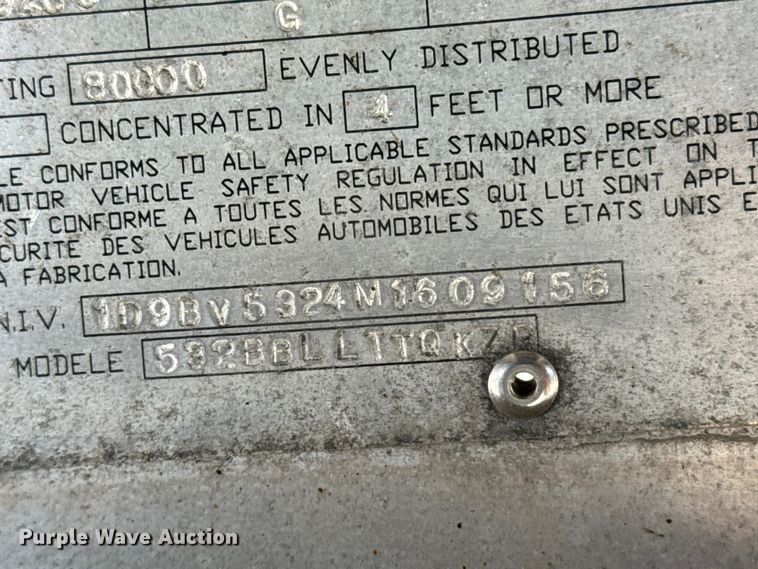 G
TING 80000 EVENLY DISTRIBUTED
CONCENTRATED IN 4 FEET OR MORE
LE CONFORMS TO ALL APPLICABLE STANDARDS PRESCRIBED
MOTOR VEHICLE SAFETY REGULATION IN EFFECT ON T
EST CONFORME A TOUTES LES NORMES QUI LUI SONT APPLI
CURITE DES VEHICULES AUTOMOBILES DES ETATS UNIS E
A FABRICATION.
N.I.V. 1D9BV5324M1609156
MODELE
Purple Wave Auction